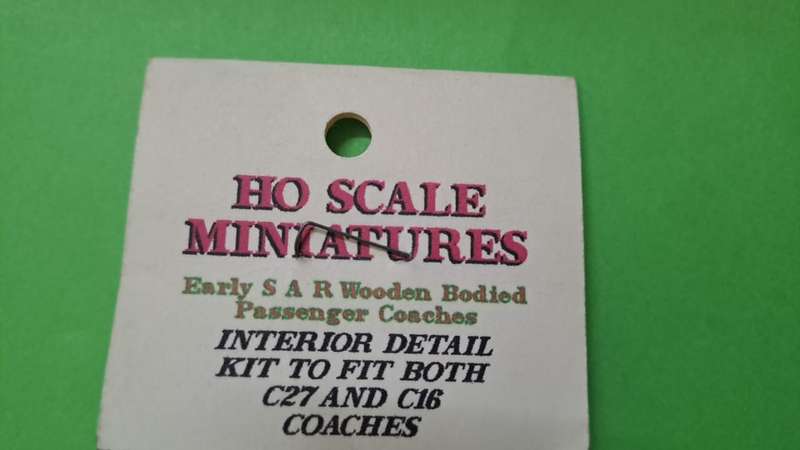 HO SCALE
MINIATURES
Early S A R Wooden Bodied
Passenger Coaches
INTERIOR DETAIL
KIT TO FIT BOTH
C27 AND C16
COACHES